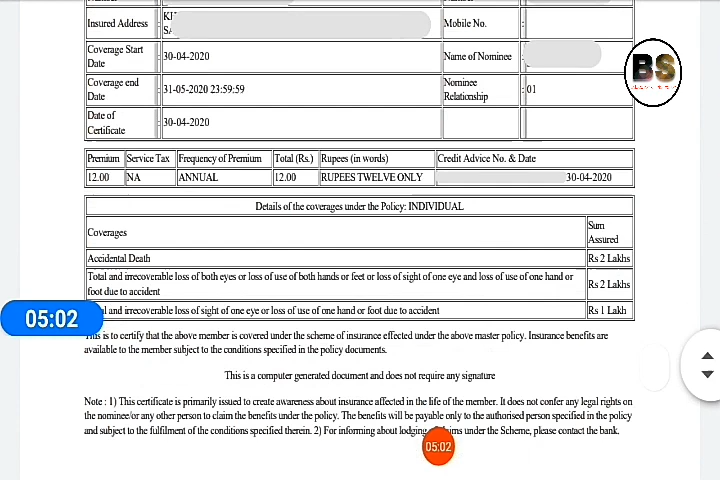 Insured Address : KH
SA
Mobile No. :
Coverage Start Date : 30-04-2020 Name of Nominee :
Coverage end Date : 31-05-2020 23:59:59 Nominee Relationship : 01
Date of Certificate : 30-04-2020
Premium Service Tax Frequency of Premium Total (Rs.) Rupees (in words) Credit Advice No. & Date
12.00 NA ANNUAL 12.00 RUPEES TWELVE ONLY 30-04-2020
Details of the coverages under the Policy: INDIVIDUAL
Coverages Sum Assured
Accidental Death Rs 2 Lakhs
Total and irrecoverable loss of both eyes or loss of use of both hands or feet or loss of sight of one eye and loss of use of one hand or
foot due to accident Rs 2 Lakhs
and irrecoverable loss of sight of one eye or loss of use of one hand or foot due to accident Rs 1 Lakh
05:02
This is to certify that the above member is covered under the scheme of insurance effected under the above master policy. Insurance benefits are
available to the member subject to the conditions specified in the policy documents.
This is a computer generated document and does not require any signature
Note : 1) This certificate is primarily issued to create awareness about insurance affected in the life of the member. It does not confer any legal rights on
the nominee/or any other person to claim the benefits under the policy. The benefits will be payable only to the authorised person specified in the policy
and subject to the fulfilment of the conditions specified therein. 2) For informing about lodging under the Scheme, please contact the bank.
05:02
BS